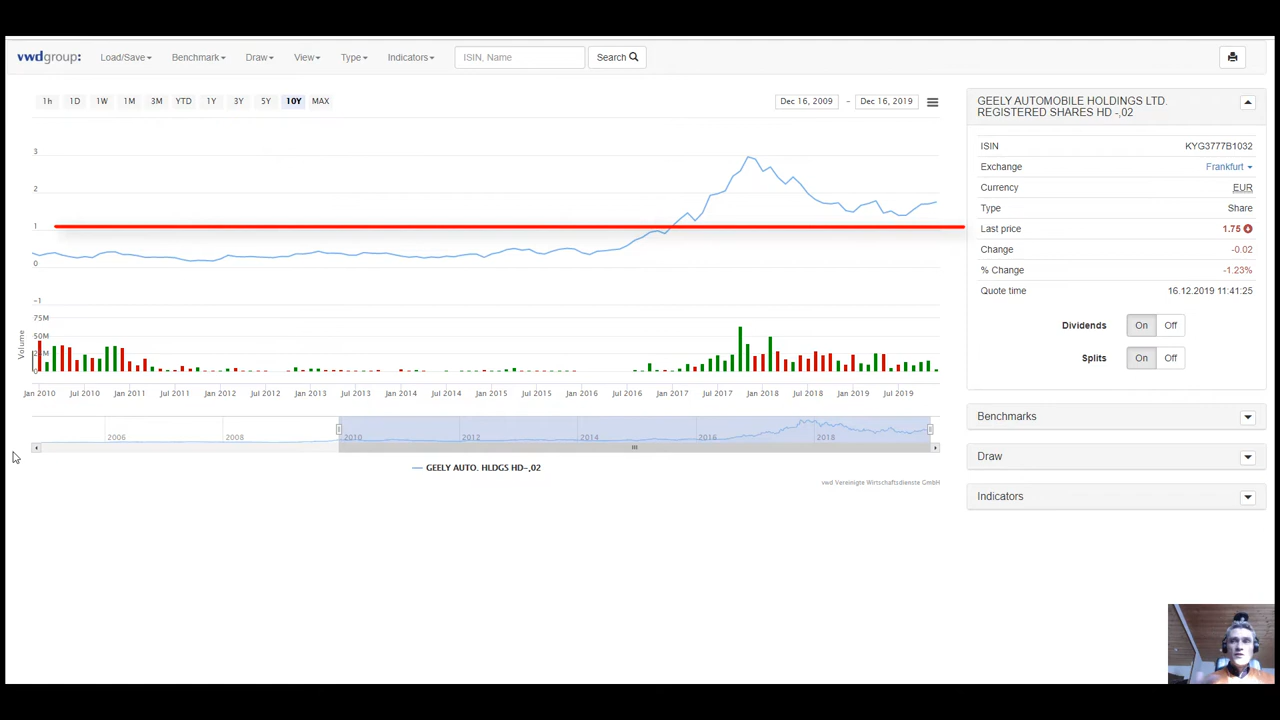 vwdgroup: Load/Save Benchmark Draw View Type Indicators ISIN, Name Search
1h 1D 1W 1M 3M YTD 1Y 3Y 5Y 10Y MAX Dec 16, 2009 – Dec 16, 2019
3
2
1
0
-1
Volume
75M
50M
0
Jan 2010 Jul 2010 Jan 2011 Jul 2011 Jan 2012 Jul 2012 Jan 2013 Jul 2013 Jan 2014 Jul 2014 Jan 2015 Jul 2015 Jan 2016 Jul 2016 Jan 2017 Jul 2017 Jan 2018 Jul 2018 Jan 2019 Jul 2019
2006 2008 2010 2012 2014 2016 2018
GEELY AUTO. HLDGS HD-,02
vwd Vereinigte Wirtschaftsdienste GmbH
GEELY AUTOMOBILE HOLDINGS LTD.
REGISTERED SHARES HD -,02
ISIN KYG3777B1032
Exchange Frankfurt
Currency EUR
Type Share
Last price 1.75
Change -0.02
% Change -1.23%
Quote time 16.12.2019 11:41:25
Dividends On Off
Splits On Off
Benchmarks
Draw
Indicators